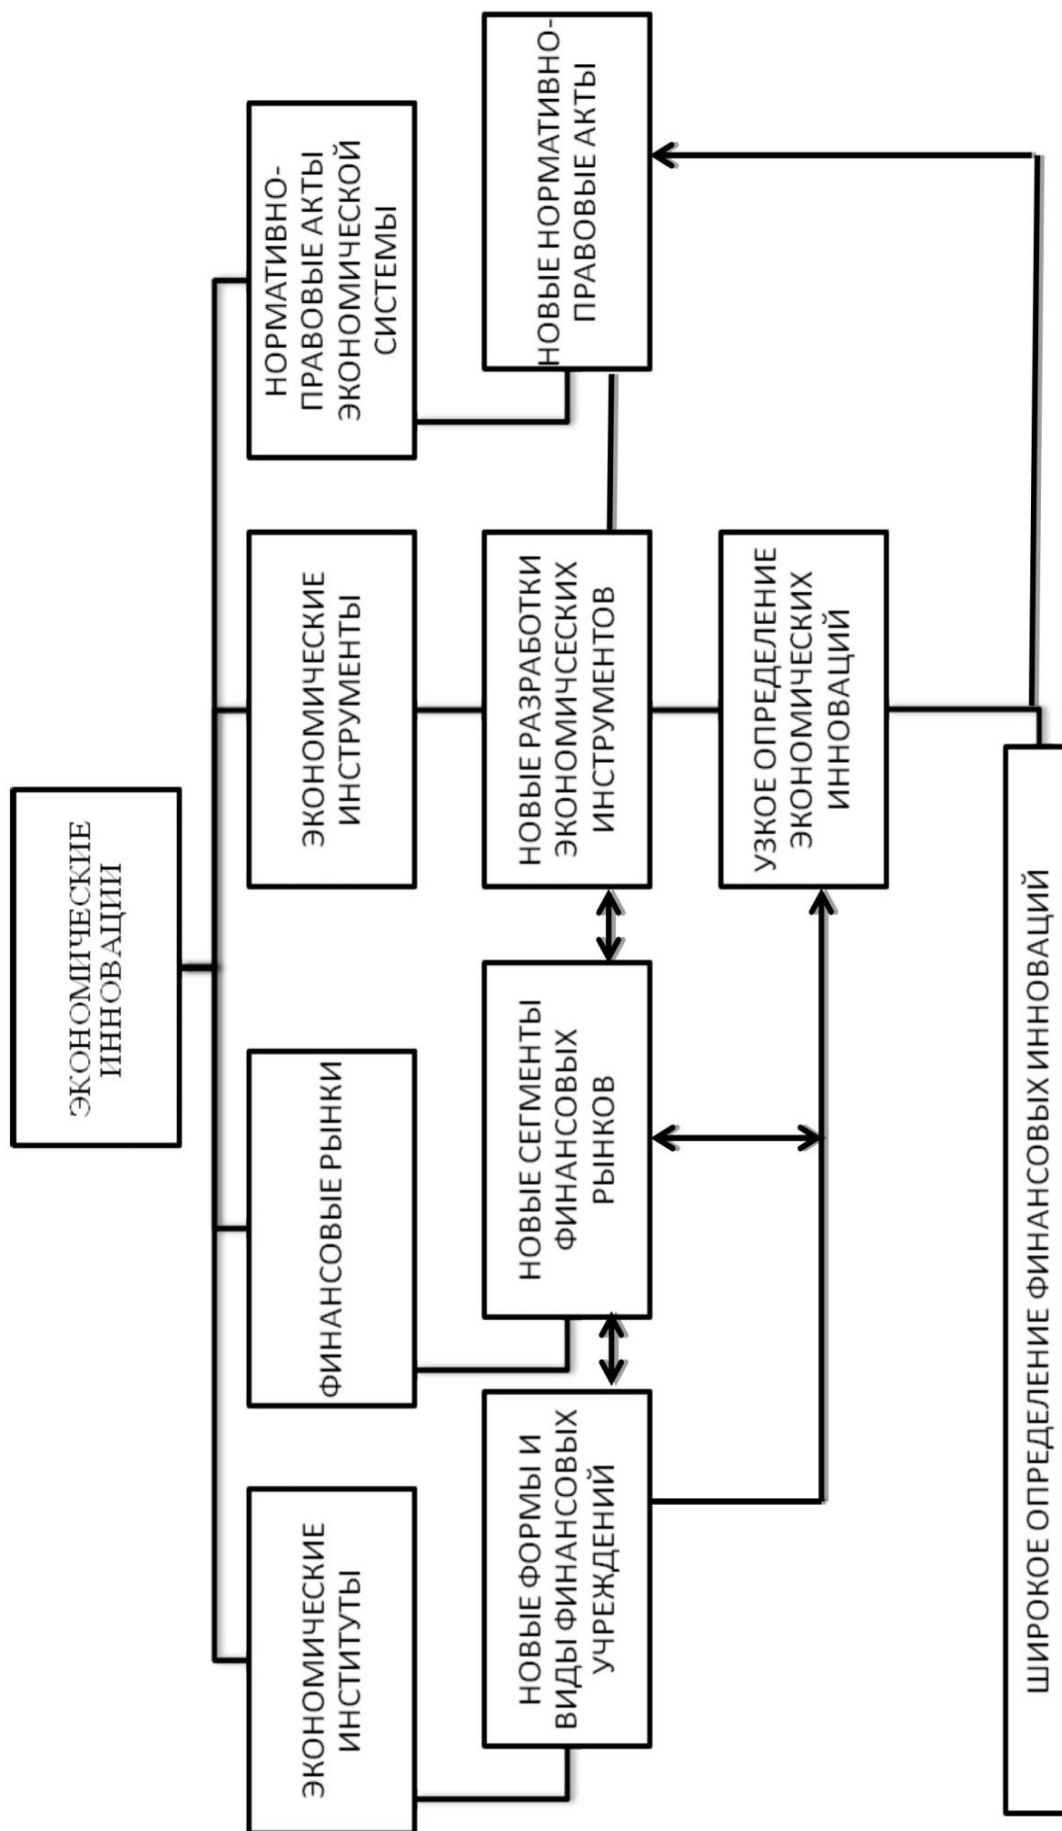 ЭКОНОМИЧЕСКИЕ
ИННОВАЦИИ
ЭКОНОМИЧЕСКИЕ
ИНСТИТУТЫ
ФИНАНСОВЫЕ РЫНКИ
ЭКОНОМИЧЕСКИЕ
ИНСТРУМЕНТЫ
НОРМАТИВНО-
ПРАВОВЫЕ АКТЫ
ЭКОНОМИЧЕСКОЙ
СИСТЕМЫ
НОВЫЕ ФОРМЫ И
ВИДЫ ФИНАНСОВЫХ
УЧРЕЖДЕНИЙ
НОВЫЕ СЕГМЕНТЫ
ФИНАНСОВЫХ
РЫНКОВ
НОВЫЕ РАЗРАБОТКИ
ЭКОНОМИЧСЕСКИХ
ИНСТРУМЕНТОВ
НОВЫЕ НОРМАТИВНО-
ПРАВОВЫЕ АКТЫ
УЗКОЕ ОПРЕДЕЛЕНИЕ
ЭКОНОМИЧЕСКИХ
ИННОВАЦИЙ
ШИРОКОЕ ОПРЕДЕЛЕНИЕ ФИНАНСОВЫХ ИННОВАЦИЙ